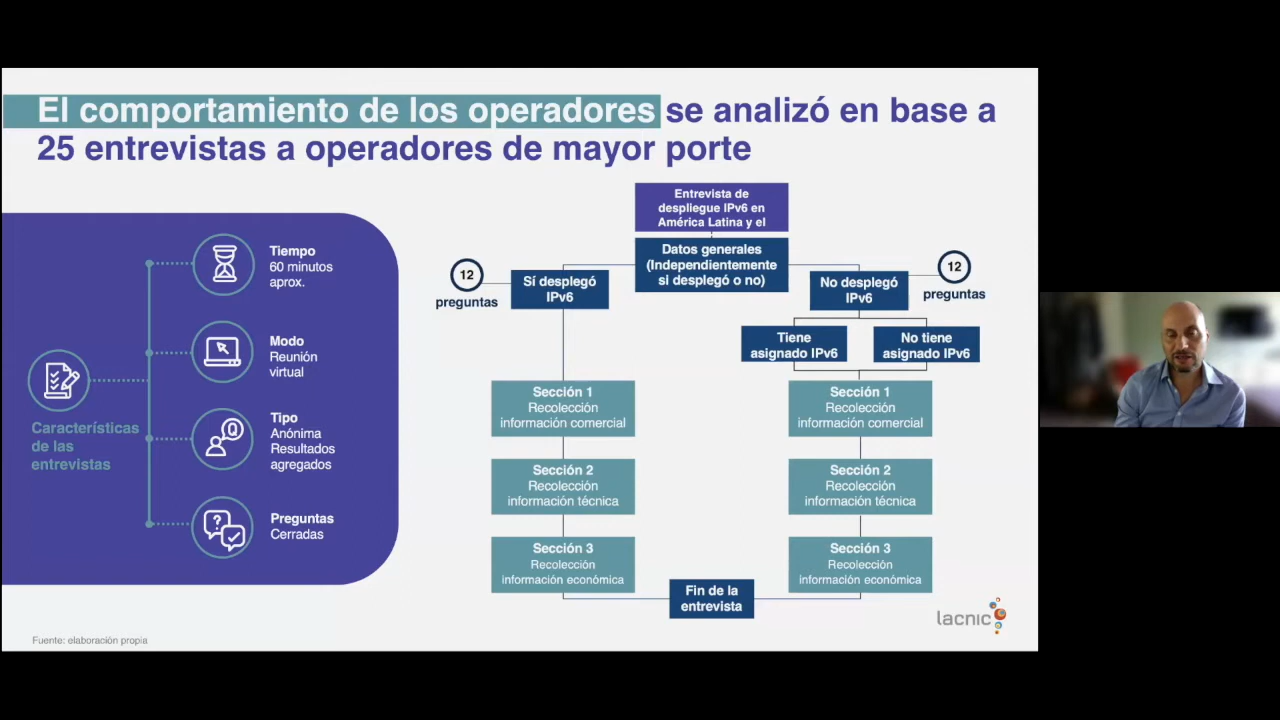 El comportamiento de los operadores se analizó en base a
25 entrevistas a operadores de mayor porte
Características
de las
entrevistas
Tiempo
60 minutos
aprox.
Modo
Reunión
virtual
Tipo
Anónima
Resultados
agregados
Preguntas
Cerradas
Entrevista de
despliegue IPv6 en
América Latina y el
Datos generales
(Independientemente
si desplegó o no)
12
preguntas
Sí desplegó
IPv6
No desplegó
IPv6
12
preguntas
Tiene
asignado IPv6
No tiene
asignado IPv6
Sección 1
Recolección
información comercial
Sección 2
Recolección
información técnica
Sección 3
Recolección
información económica
Sección 1
Recolección
información comercial
Sección 2
Recolección
información técnica
Sección 3
Recolección
información económica
Fin de la
entrevista
lacnic
Fuente: elaboración propia